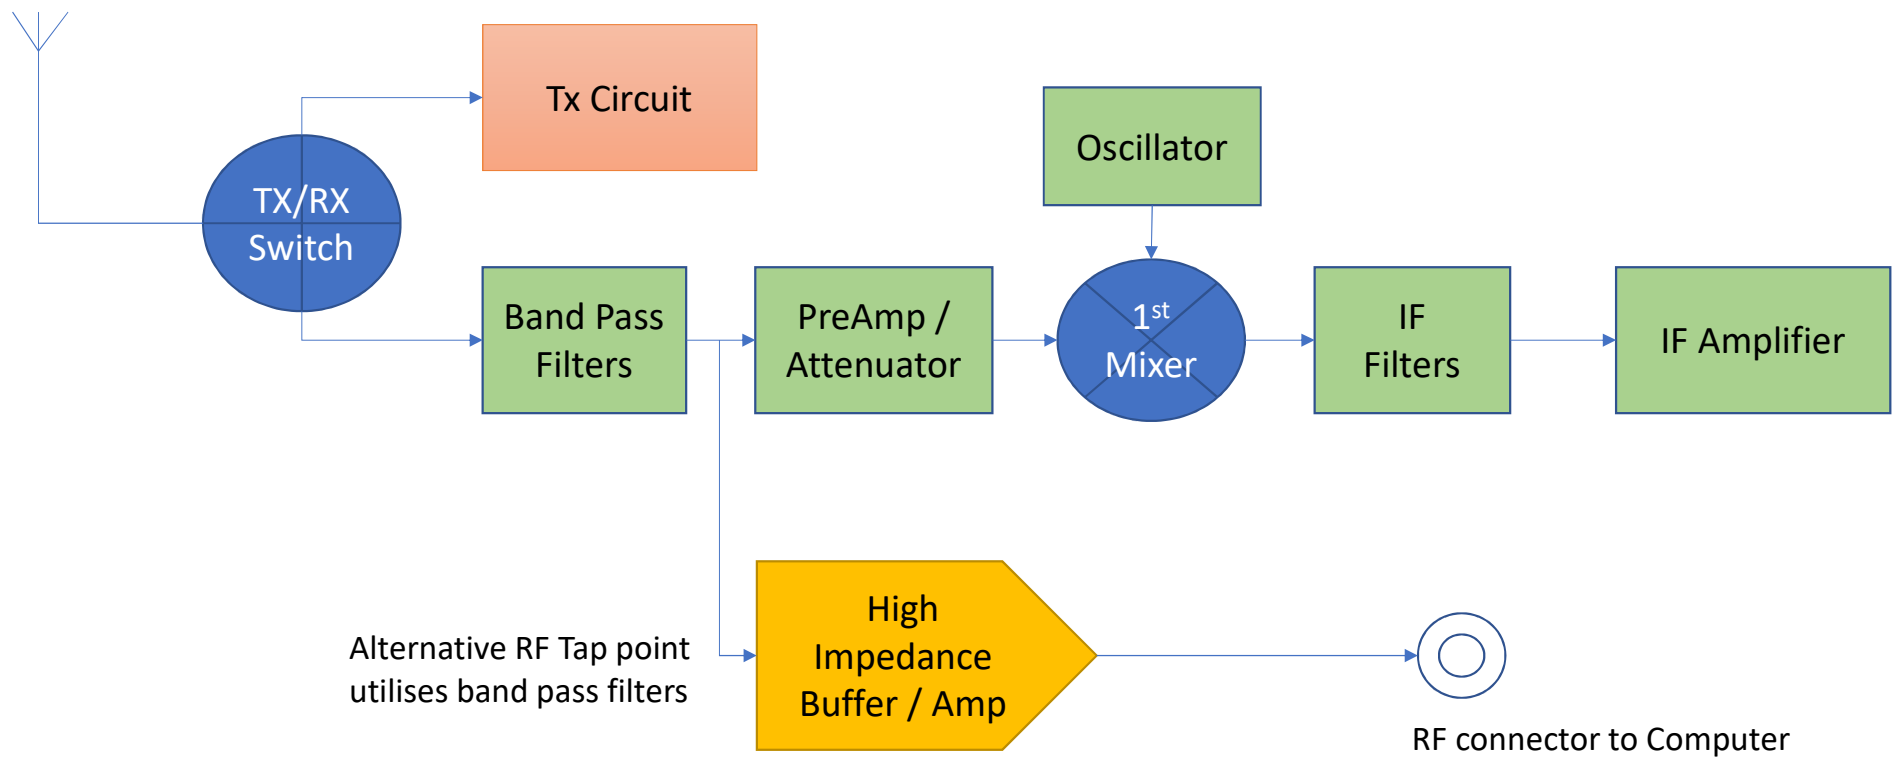 Tx Circuit
Oscillator
TX/RX
Switch
Band Pass
Filters
PreAmp /
Attenuator
1st
Mixer
IF
Filters
IF Amplifier
High
Impedance
Buffer / Amp
Alternative RF Tap point
utilises band pass filters
RF connector to Computer